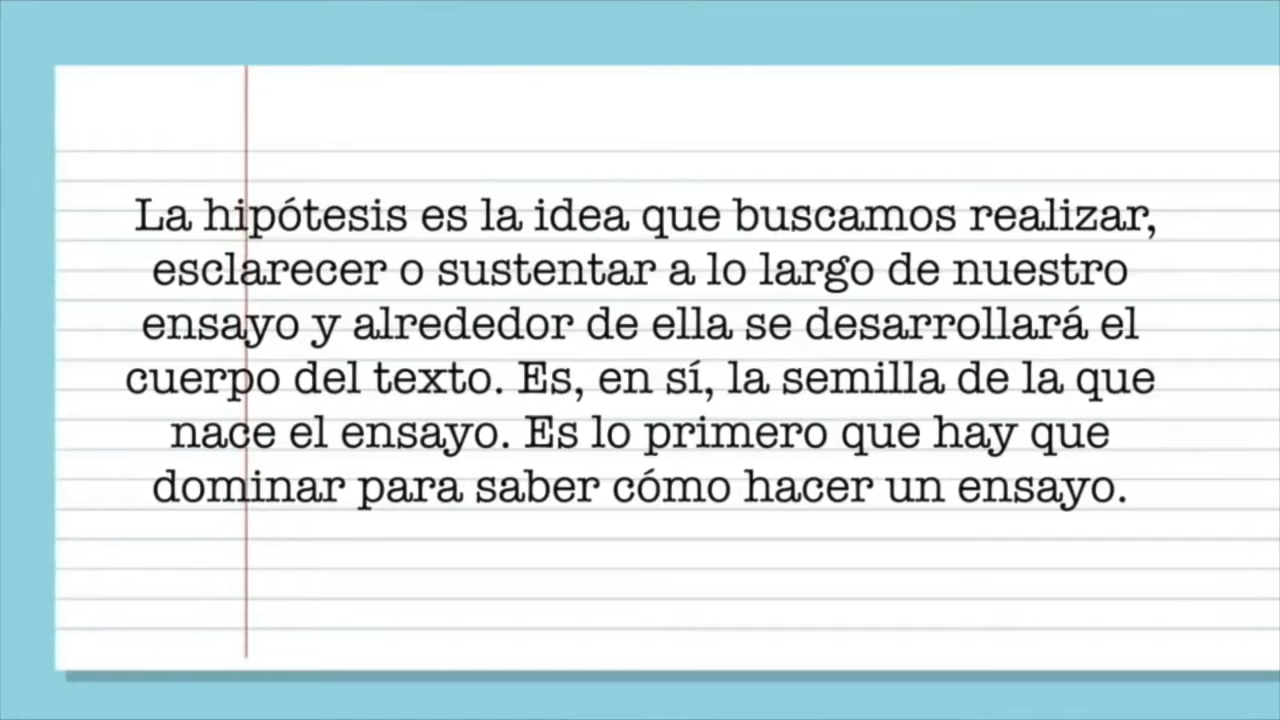 La hipótesis es la idea que buscamos realizar,
esclarecer o sustentar a lo largo de nuestro
ensayo y alrededor de ella se desarrollará el
cuerpo del texto. Es, en sí, la semilla de la que
nace el ensayo. Es lo primero que hay que
dominar para saber cómo hacer un ensayo.